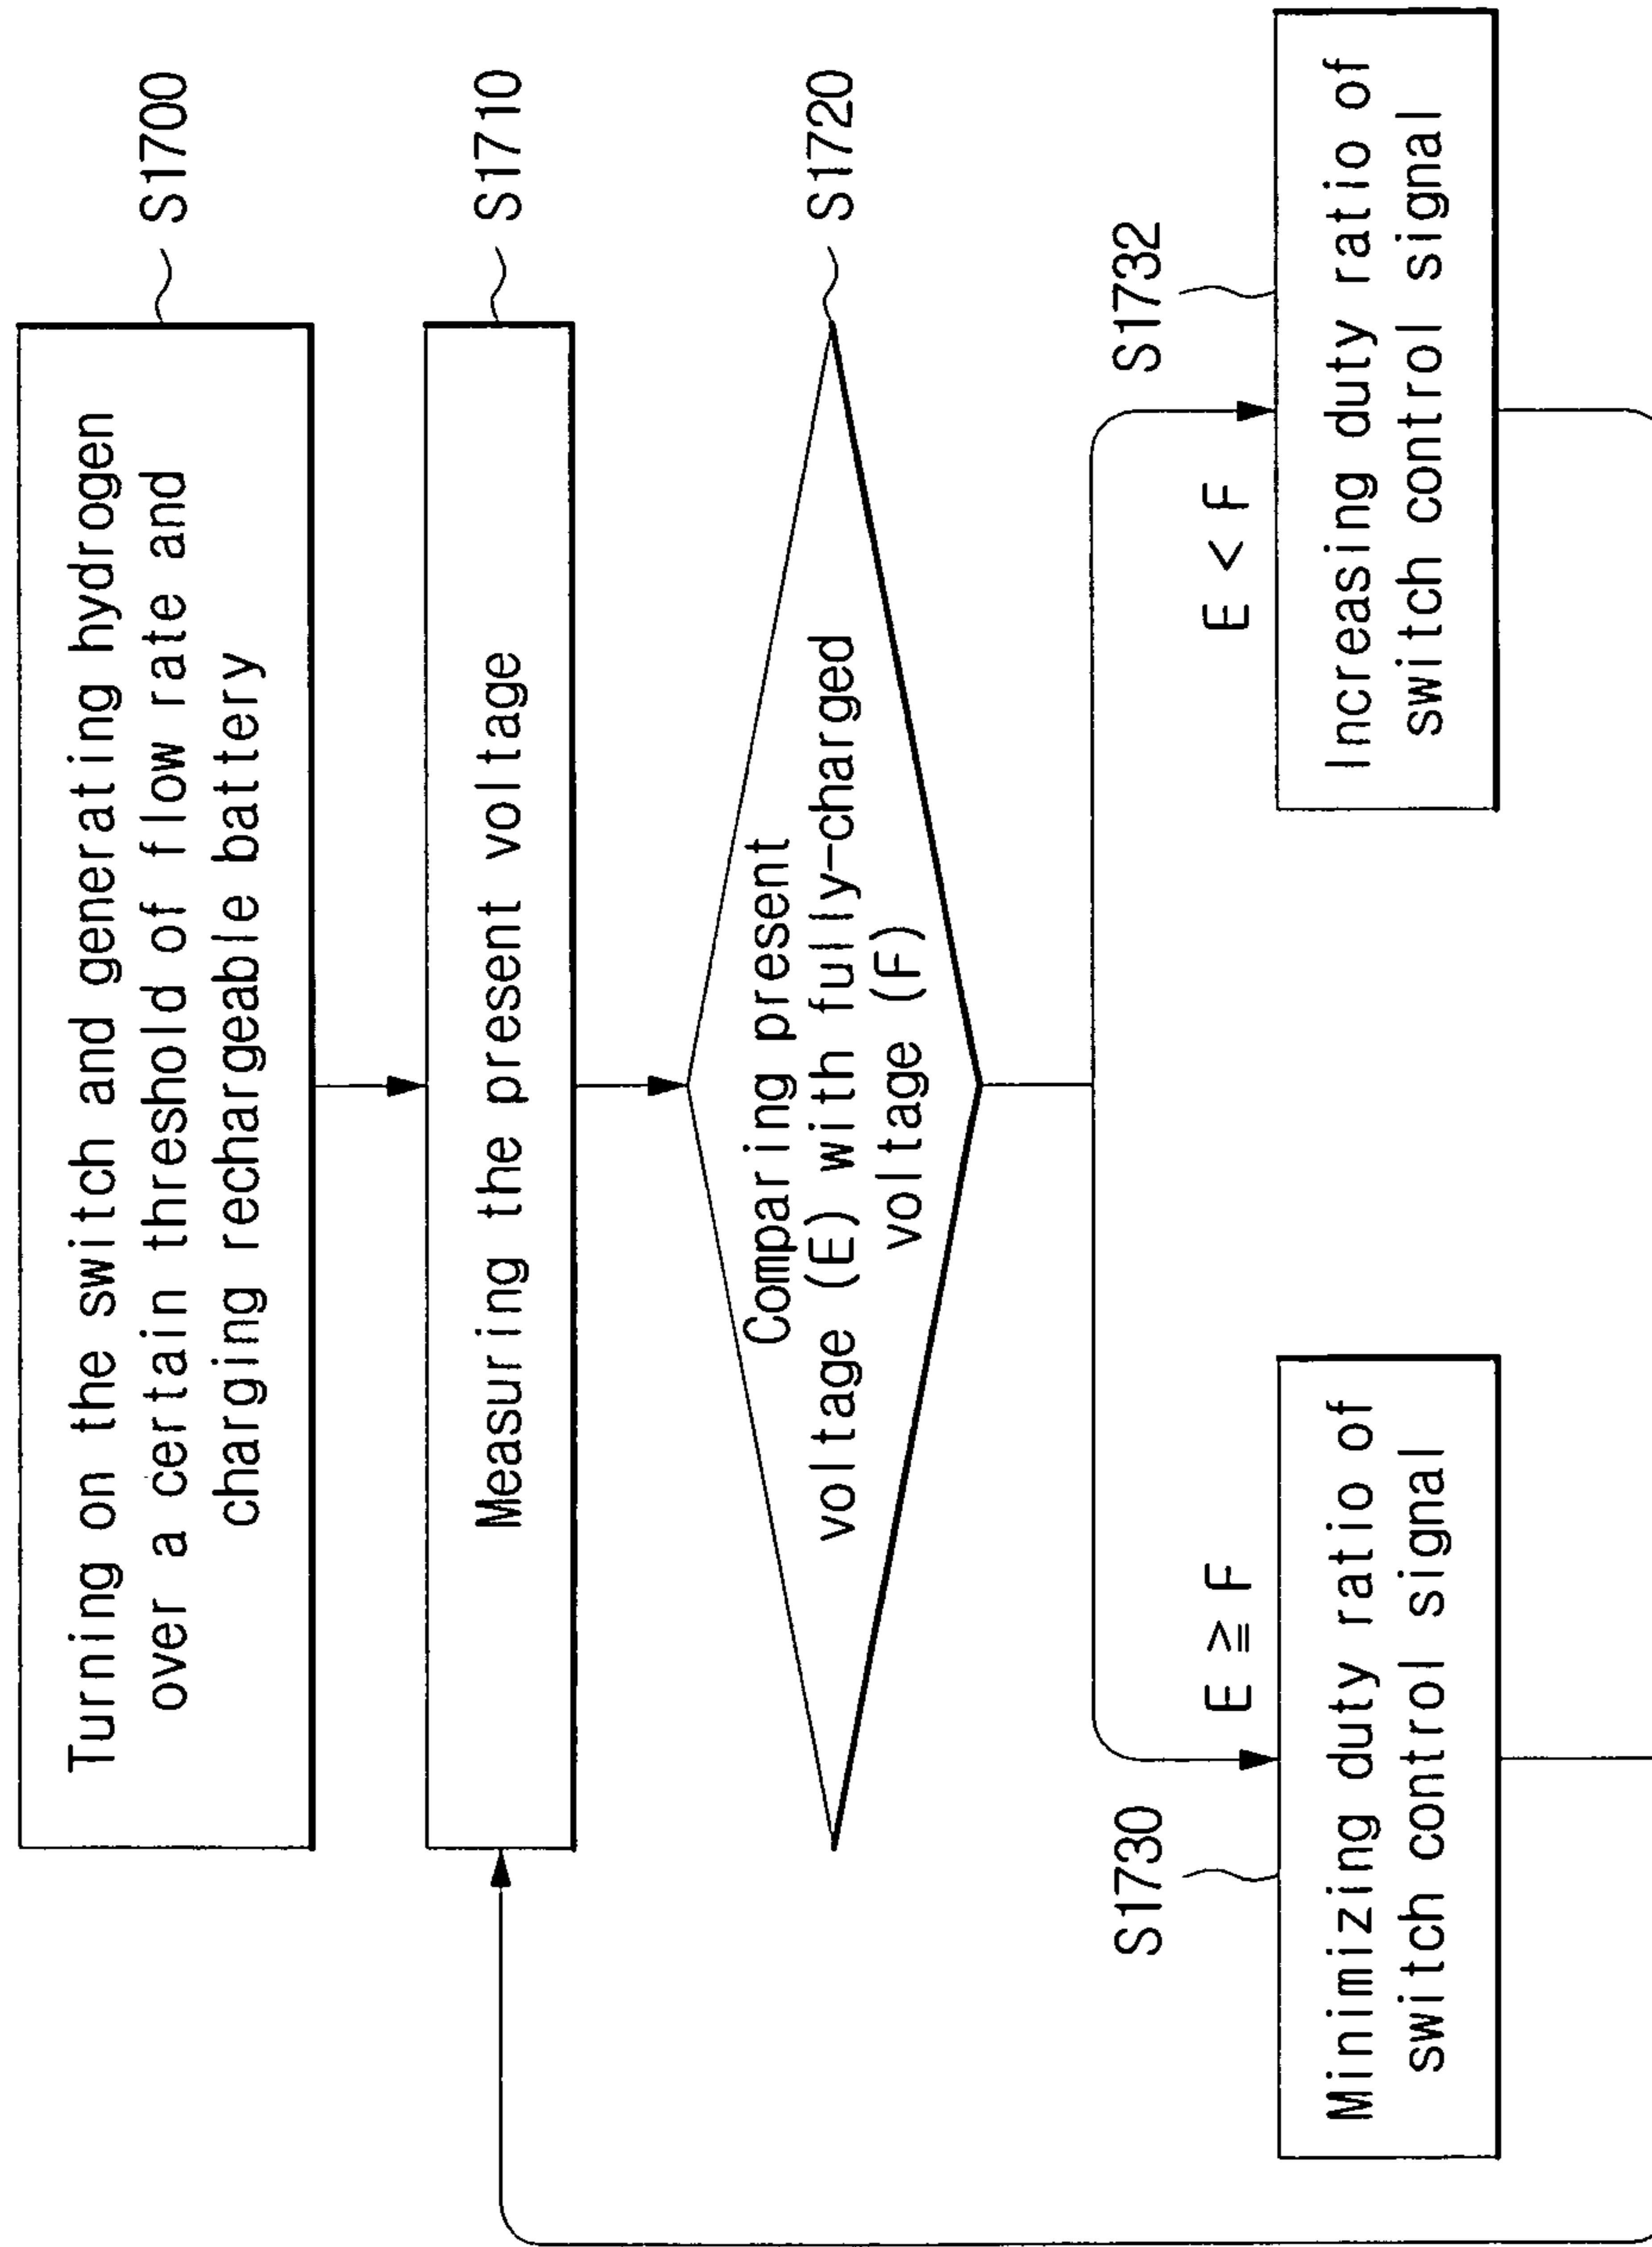 Turning on the switch and generating hydrogen
over a certain threshold of flow rate and
charging rechargeable battery
S1700
Measuring the present voltage
S1710
Comparing present
voltage (E) with fully-charged
voltage (F)
S1720
E ≧ F
E < F
S1730
Minimizing duty ratio of
switch control signal
S1732
Increasing duty ratio of
switch control signal